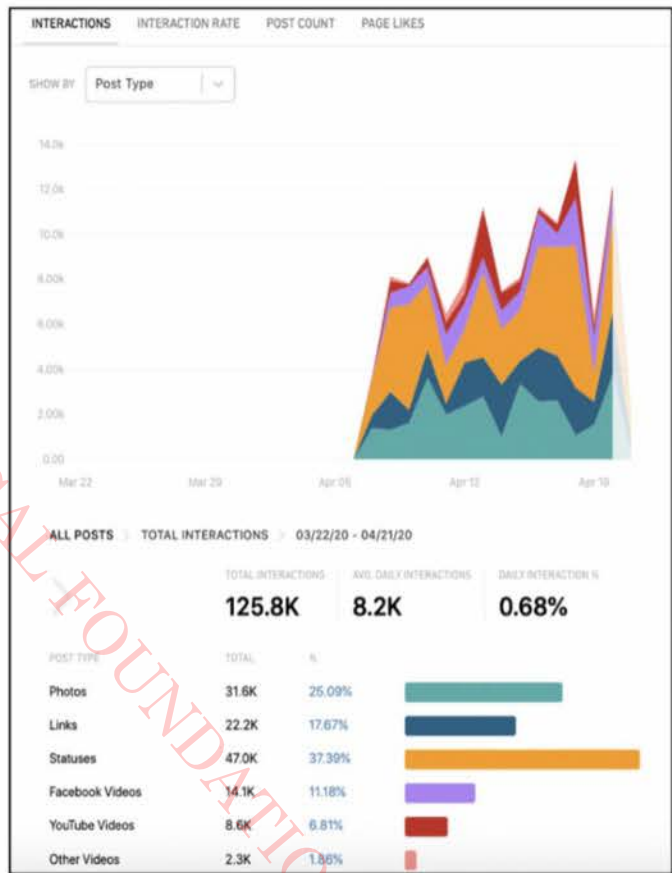 INTERACTIONS INTERACTION RATE POST COUNT PAGE LIKES
SHOW BY Post Type
14.0k
12.0k
10.0k
8.00k
6.00k
4.00k
2.00k
0.00
Mar 22 Mar 29 Apr 05 Apr 12 Apr 19
ALL POSTS TOTAL INTERACTIONS 03/22/20 - 04/21/20
TOTAL INTERACTIONS AVG. DAILY INTERACTIONS DAILY INTERACTION %
125.8K 8.2K 0.68%
POST TYPE TOTAL %
Photos 31.6K 25.09%
Links 22.2K 17.67%
Statuses 47.0K 37.39%
Facebook Videos 14.1K 11.18%
YouTube Videos 8.6K 6.81%
Other Videos 2.3K 1.86%
FOUNDATIO